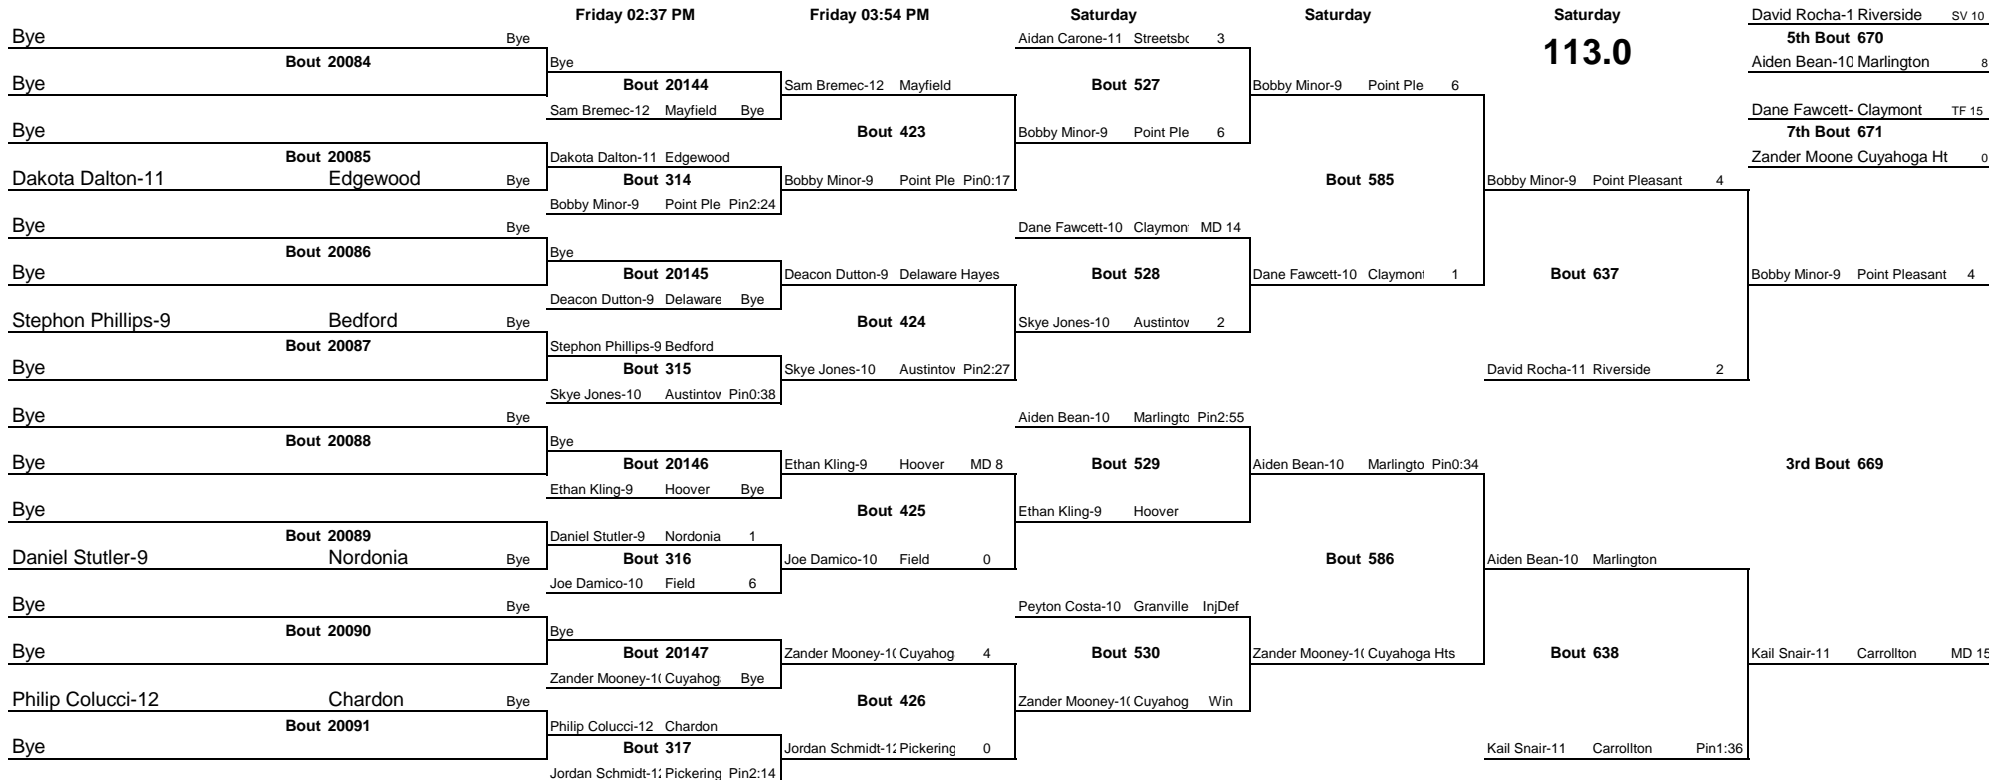 Friday 02:37 PM Friday 03:54 PM Saturday Saturday Saturday David Rocha-1 Riverside SV 10
Bye Bye Aidan Carone-11 Streetsbc 3 113.0 5th Bout 670
Bout 20084 Bye Aiden Bean-10 Marlington 8
Bye Bout 20144 Sam Bremec-12 Mayfield Bout 527 Bobby Minor-9 Point Ple 6
Sam Bremec-12 Mayfield Bye Dane Fawcett- Claymont TF 15
Bye Bout 423 Bobby Minor-9 Point Ple 6 7th Bout 671
Bout 20085 Dakota Dalton-11 Edgewood Zander Moone Cuyahoga Ht 0
Dakota Dalton-11 Edgewood Bye Bout 314 Bobby Minor-9 Point Ple Pin0:17 Bout 585 Bobby Minor-9 Point Pleasant 4
Bobby Minor-9 Point Ple Pin2:24
Bye Bye Dane Fawcett-10 Claymon MD 14
Bout 20086 Bye
Bye Bout 20145 Deacon Dutton-9 Delaware Hayes Bout 528 Dane Fawcett-10 Claymont 1 Bout 637 Bobby Minor-9 Point Pleasant 4
Deacon Dutton-9 Delaware Bye
Stephon Phillips-9 Bedford Bye Bout 424 Skye Jones-10 Austintov 2
Bout 20087 Stephon Phillips-9 Bedford
Bye Bout 315 Skye Jones-10 Austintov Pin2:27 David Rocha-11 Riverside 2
Skye Jones-10 Austintov Pin0:38
Bye Bye Aiden Bean-10 Marlingto Pin2:55
Bout 20088 Bye
Bye Bout 20146 Ethan Kling-9 Hoover MD 8 Bout 529 Aiden Bean-10 Marlingto Pin0:34 3rd Bout 669
Ethan Kling-9 Hoover Bye
Bye Bout 425 Ethan Kling-9 Hoover
Bout 20089 Daniel Stutler-9 Nordonia 1
Daniel Stutler-9 Nordonia Bye Bout 316 Joe Damico-10 Field 0 Bout 586 Aiden Bean-10 Marlington
Joe Damico-10 Field 6
Bye Bye Peyton Costa-10 Granville InjDef
Bout 20090 Bye
Bye Bout 20147 Zander Mooney-1( Cuyahog 4 Bout 530 Zander Mooney-1( Cuyahoga Hts Bout 638 Kail Snair-11 Carrollton MD 15
Zander Mooney-1( Cuyahog Bye
Philip Colucci-12 Chardon Bye Bout 426 Zander Mooney-1( Cuyahog Win
Bout 20091 Philip Colucci-12 Chardon
Bye Bout 317 Jordan Schmidt-1 Pickering 0 Kail Snair-11 Carrollton Pin1:36
Jordan Schmidt-1 Pickering Pin2:14